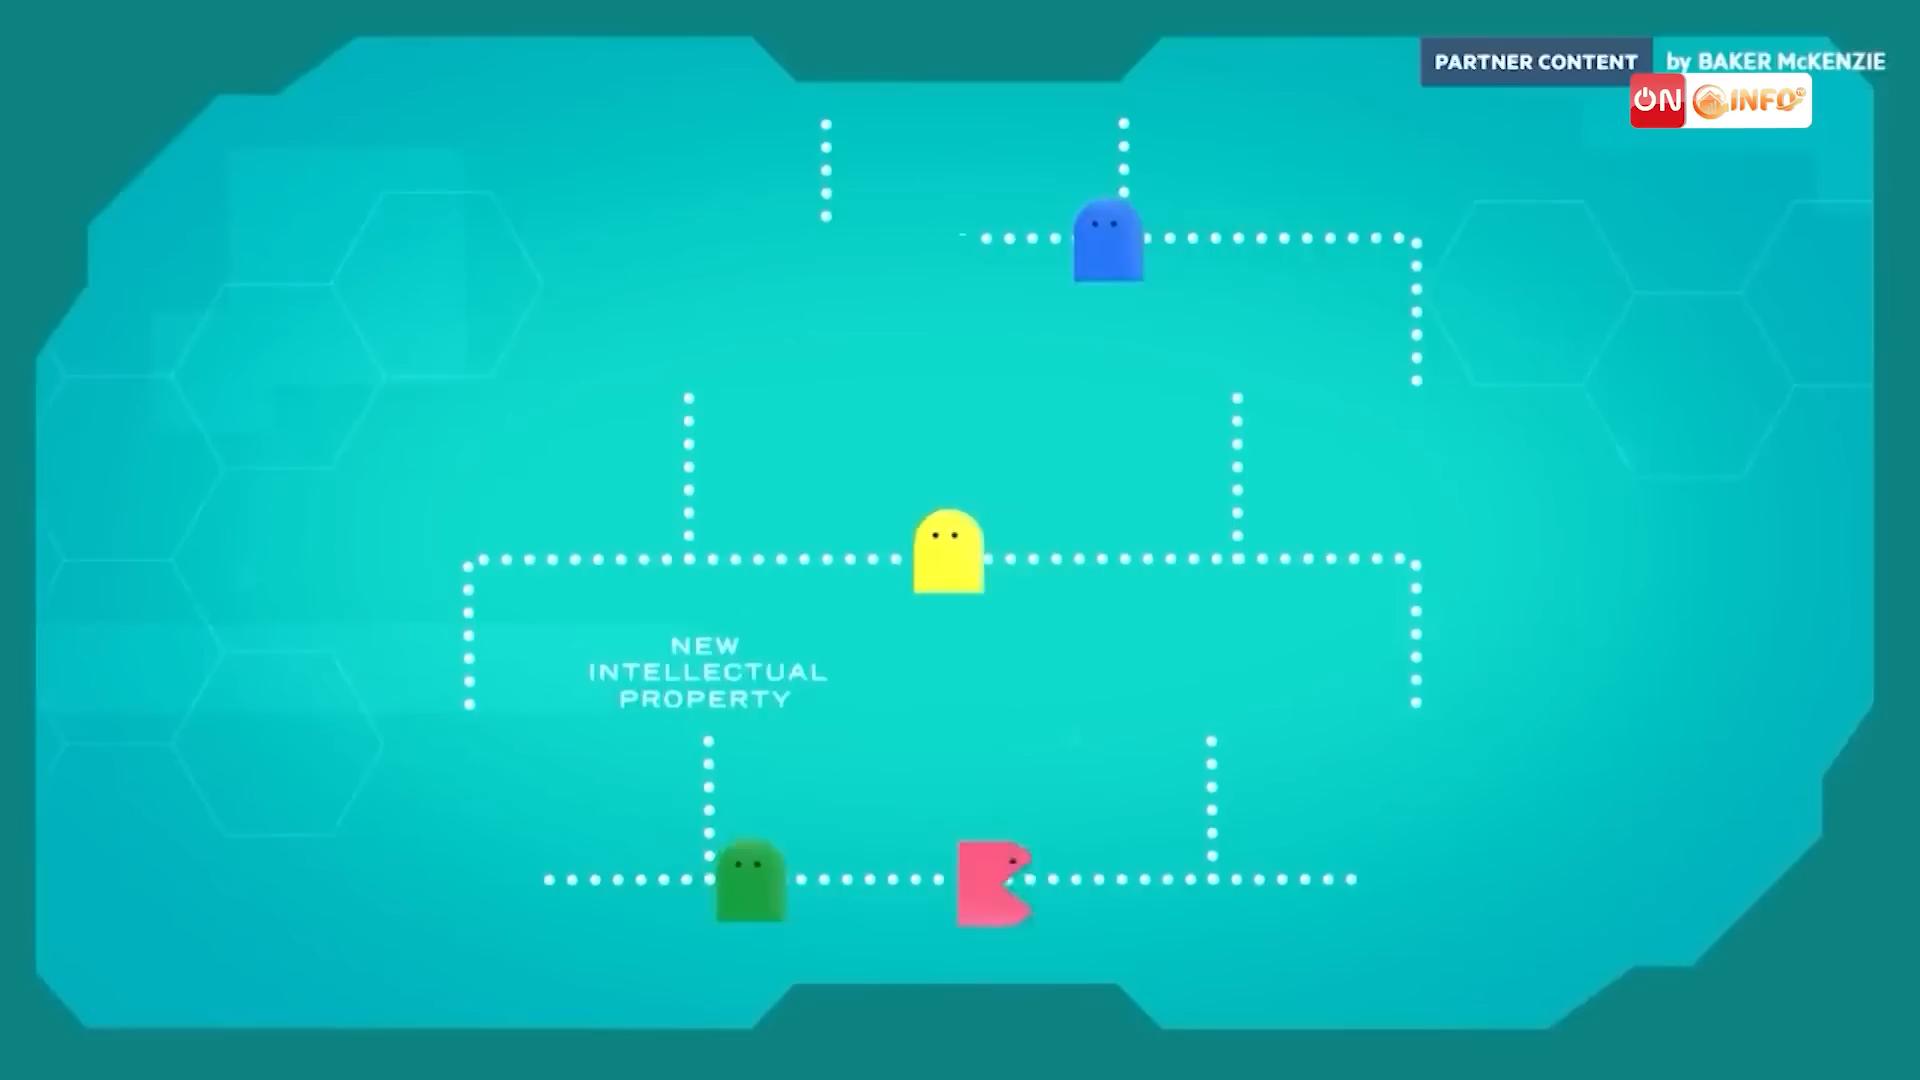 PARTNER CONTENT by BAKER McKENZIE
ON INFO
NEW
INTELLECTUAL
PROPERTY